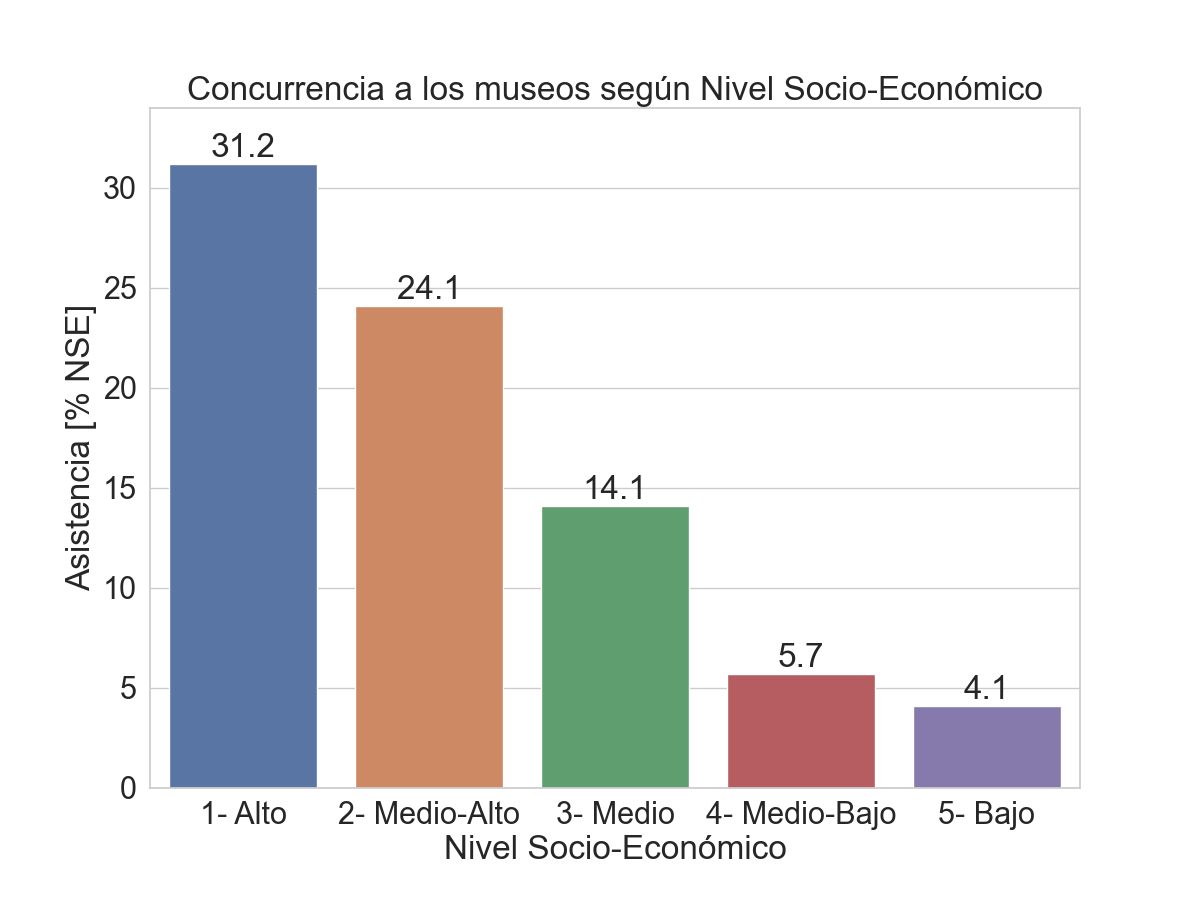 Concurrencia a los museos según Nivel Socio-Económico
31.2
24.1
14.1
5.7
4.1
30
25
20
15
10
5
0
Asistencia [% NSE]
1- Alto
2- Medio-Alto
3- Medio
4- Medio-Bajo
5- Bajo
Nivel Socio-Económico